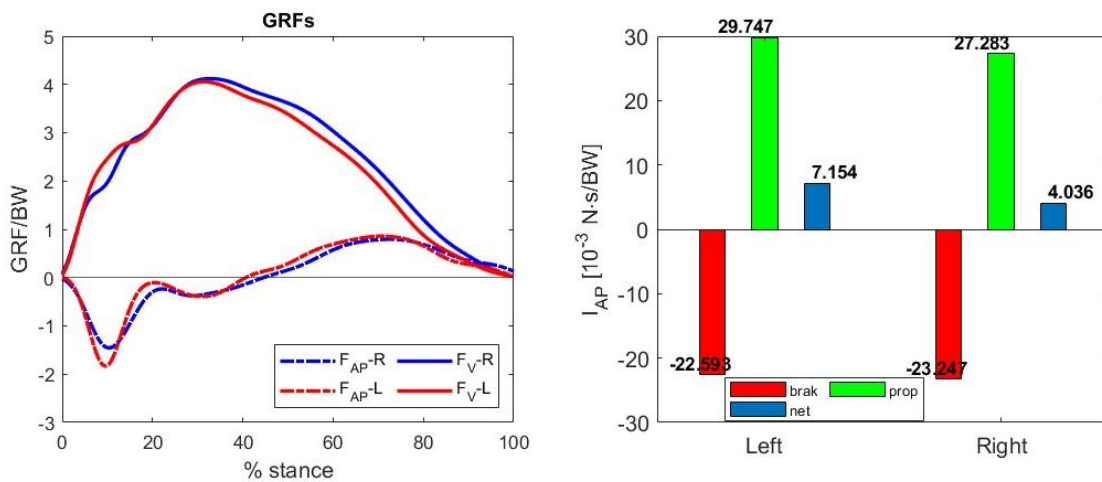 GRFs
5
4
3
2
1
0
-1
-2
-3
GRF/BW
0
20
40
60
80
100
% stance
F_AP-R
F_V-R
F_AP-L
F_V-L
30
20
10
0
-10
-20
-30
I_AP [10^-3 N·s/BW]
29.747
27.283
7.154
4.036
-22.593
-23.247
brak
prop
net
Left
Right